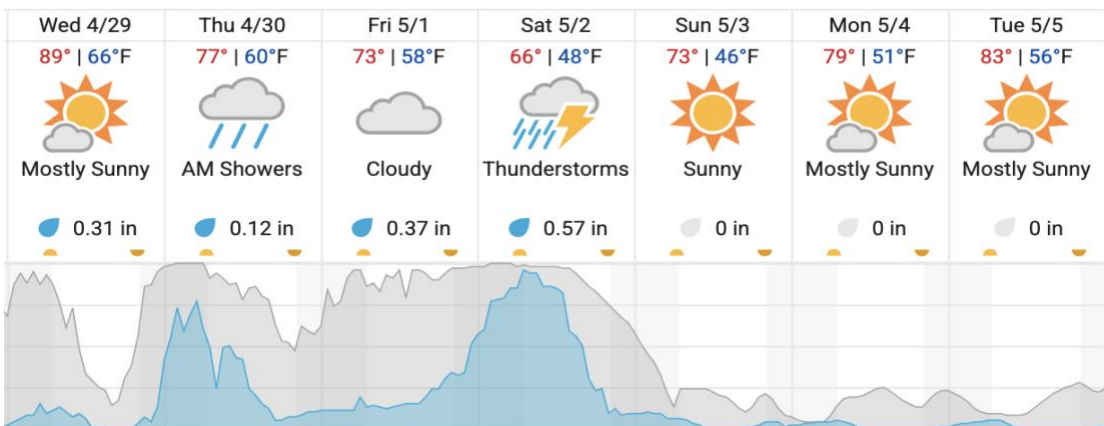 Wed 4/29 Thu 4/30 Fri 5/1 Sat 5/2 Sun 5/3 Mon 5/4 Tue 5/5
89° | 66°F 77° | 60°F 73° | 58°F 66° | 48°F 73° | 46°F 79° | 51°F 83° | 56°F
Mostly Sunny AM Showers Cloudy Thunderstorms Sunny Mostly Sunny Mostly Sunny
0.31 in 0.12 in 0.37 in 0.57 in 0 in 0 in 0 in